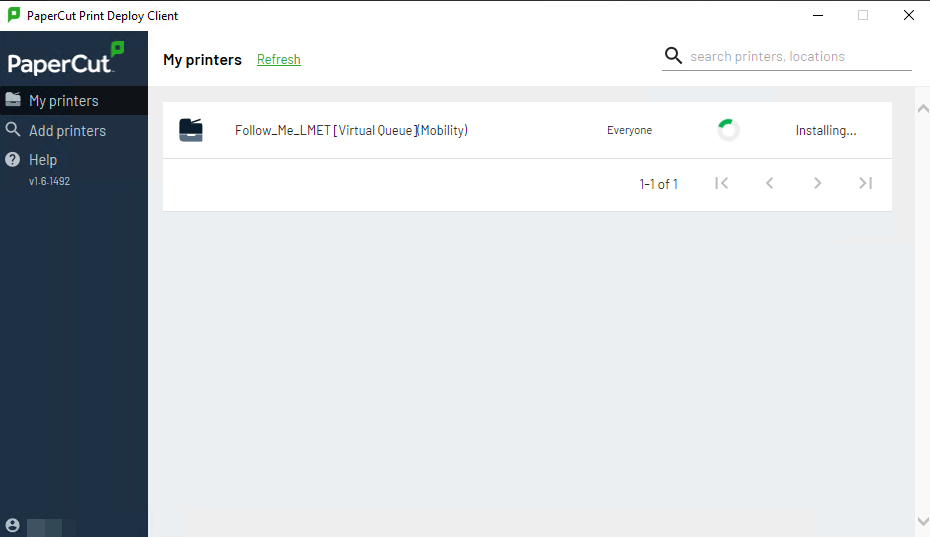 PaperCut Print Deploy Client
PaperCut™
My printers
Add printers
Help
v1.6.1492
My printers Refresh
search printers, locations
Follow_Me_LMET [Virtual Queue](Mobility) Everyone Installing...
1-1 of 1